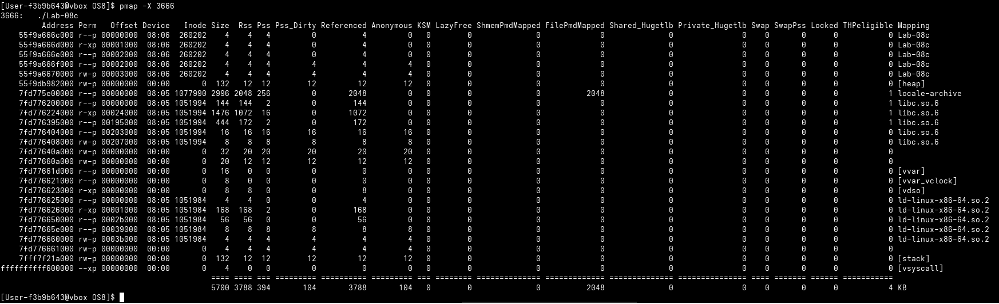 [User-f3b9b643@vbox OS8]$ pmap -X 3666
3666:   ./Lab-08c
Address Perm Offset Device Inode Size Rss Pss Pss_Dirty Referenced Anonymous KSM LazyFree ShmemPmdMapped FilePmdMapped Shared_Hugetlb Private_Hugetlb Swap SwapPss Locked THPeligible Mapping
55f9a666c000 r--p 00000000 08:06 260202 4 4 4 0 4 0 0 0 0 0 0 0 0 0 0 0 Lab-08c
55f9a666d000 r-xp 00001000 08:06 260202 4 4 4 0 4 0 0 0 0 0 0 0 0 0 0 0 Lab-08c
55f9a666e000 r--p 00002000 08:06 260202 4 4 4 0 4 0 0 0 0 0 0 0 0 0 0 0 Lab-08c
55f9a666f000 r--p 00002000 08:06 260202 4 4 4 4 4 4 0 0 0 0 0 0 0 0 0 0 Lab-08c
55f9a6670000 rw-p 00003000 08:06 260202 4 4 4 4 4 4 0 0 0 0 0 0 0 0 0 0 Lab-08c
55f9db982000 rw-p 00000000 00:00 0 132 12 12 12 12 12 0 0 0 0 0 0 0 0 0 0 [heap]
7fd775e00000 r--p 00000000 08:05 1077990 2996 2048 256 0 2048 0 0 0 0 2048 0 0 0 0 0 1 locale-archive
7fd776200000 r--p 00000000 08:05 1051994 144 144 2 0 144 0 0 0 0 0 0 0 0 0 0 1 libc.so.6
7fd776224000 r-xp 00024000 08:05 1051994 1476 1072 16 0 1072 0 0 0 0 0 0 0 0 0 0 1 libc.so.6
7fd776395000 r--p 00195000 08:05 1051994 444 172 2 0 172 0 0 0 0 0 0 0 0 0 0 1 libc.so.6
7fd776404000 r--p 00203000 08:05 1051994 16 16 16 16 16 16 0 0 0 0 0 0 0 0 0 0 libc.so.6
7fd776408000 rw-p 00207000 08:05 1051994 8 8 8 8 8 8 0 0 0 0 0 0 0 0 0 0 libc.so.6
7fd77640a000 rw-p 00000000 00:00 0 32 20 20 20 20 20 0 0 0 0 0 0 0 0 0 0
7fd77660a000 rw-p 00000000 00:00 0 20 12 12 12 12 12 0 0 0 0 0 0 0 0 0 0
7fd77661d000 r--p 00000000 00:00 0 16 0 0 0 0 0 0 0 0 0 0 0 0 0 0 0 [vvar]
7fd776621000 r--p 00000000 00:00 0 8 0 0 0 0 0 0 0 0 0 0 0 0 0 0 0 [vvar_vclock]
7fd776623000 r-xp 00000000 00:00 0 8 8 0 0 8 0 0 0 0 0 0 0 0 0 0 0 [vdso]
7fd776625000 r--p 00000000 08:05 1051984 4 4 0 0 4 0 0 0 0 0 0 0 0 0 0 0 ld-linux-x86-64.so.2
7fd776626000 r-xp 00001000 08:05 1051984 168 168 2 0 168 0 0 0 0 0 0 0 0 0 0 0 ld-linux-x86-64.so.2
7fd776650000 r--p 0002b000 08:05 1051984 56 56 0 0 56 0 0 0 0 0 0 0 0 0 0 0 ld-linux-x86-64.so.2
7fd77665e000 r--p 00039000 08:05 1051984 8 8 8 8 8 8 0 0 0 0 0 0 0 0 0 0 ld-linux-x86-64.so.2
7fd776660000 rw-p 0003b000 08:05 1051984 4 4 4 4 4 4 0 0 0 0 0 0 0 0 0 0 ld-linux-x86-64.so.2
7fd776661000 rw-p 00000000 00:00 0 4 4 4 4 4 4 0 0 0 0 0 0 0 0 0 0
7fff7f21a000 rw-p 00000000 00:00 0 132 12 12 12 12 12 0 0 0 0 0 0 0 0 0 0 [stack]
ffffffffff600000 --xp 00000000 00:00 0 4 0 0 0 0 0 0 0 0 0 0 0 0 0 0 0 [vsyscall]
==== ==== === ========= ========== ========= === ======== ============== ============= ============== =============== ==== ======= ====== ===========
5700 3788 394 104 3788 104 0 0 0 2048 0 0 0 0 0 4 KB
[User-f3b9b643@vbox OS8]$